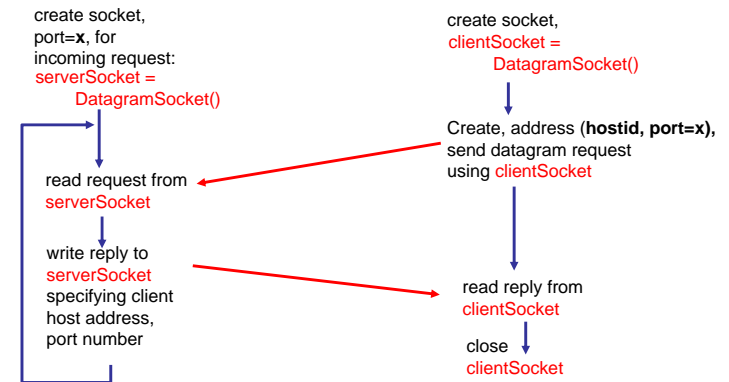 create socket,
port=x, for
incoming request:
serverSocket =
DatagramSocket()
read request from
serverSocket
write reply to
serverSocket
specifying client
host address,
port number
create socket,
clientSocket =
DatagramSocket()
Create, address (hostid, port=x),
send datagram request
using clientSocket
read reply from
clientSocket
close
clientSocket